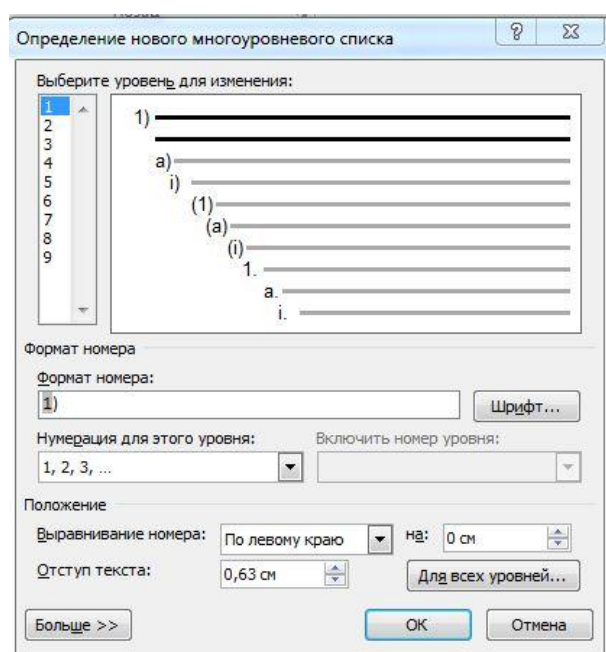 Определение нового многоуровневого списка
Выберите уровень для изменения:
1
2
3
4
5
6
7
8
9
1)
a)
i)
(1)
(a)
(i)
1.
a.
i.
Формат номера
Формат номера:
1)
Шрифт...
Нумерация для этого уровня: Включить номер уровня:
1, 2, 3, ...
Положение
Выравнивание номера: По левому краю на: 0 см
Отступ текста: 0,63 см Для всех уровней...
Больше >> ОК Отмена